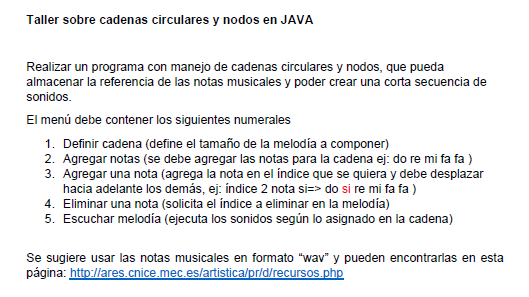 Taller sobre cadenas circulares y nodos en JAVA
Realizar un programa con manejo de cadenas circulares y nodos, que pueda
almacenar la referencia de las notas musicales y poder crear una corta secuencia de
sonidos.
El menú debe contener los siguientes numerales
1. Definir cadena (define el tamaño de la melodía a componer)
2. Agregar notas (se debe agregar las notas para la cadena ej: do re mi fa fa )
3. Agregar una nota (agrega la nota en el índice que se quiera y debe desplazar
hacia adelante los demás, ej: índice 2 nota si=> do si re mi fa fa )
4. Eliminar una nota (solicita el índice a eliminar en la melodía)
5. Escuchar melodía (ejecuta los sonidos según lo asignado en la cadena)
Se sugiere usar las notas musicales en formato “wav” y pueden encontrarlas en esta
página: http://ares.cnice.mec.es/artistica/pr/d/recursos.php